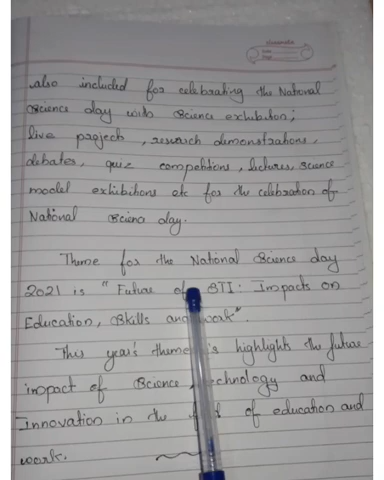 also included for celebrating the National
Science day with Science exhibition,
live projects, research demonstrations,
debates, quiz competitions, lectures, science
model exhibitions etc for the celebration of
National Science day.
Theme for the National Science day
2021 is "Future of STI: Impacts on
Education, Skills and work".
This year's theme is highlights the future
impact of Science, and
Innovation in the of education and
work.